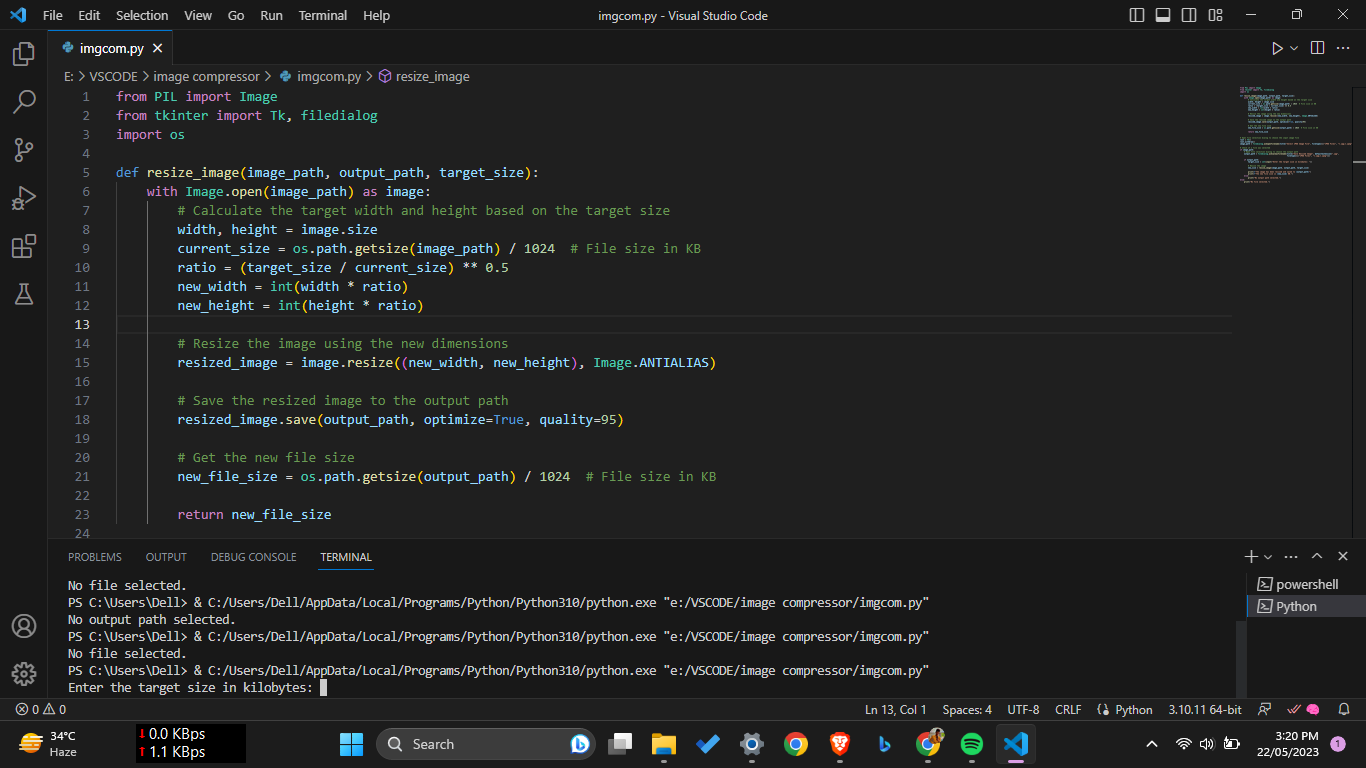 File Edit Selection View Go Run Terminal Help
imgcom.py - Visual Studio Code
imgcom.py
E: > VSCODE > image compressor > imgcom.py > resize_image
1 from PIL import Image
2 from tkinter import Tk, filedialog
3 import os
4
5 def resize_image(image_path, output_path, target_size):
6 with Image.open(image_path) as image:
7 # Calculate the target width and height based on the target size
8 width, height = image.size
9 current_size = os.path.getsize(image_path) / 1024 # File size in KB
10 ratio = (target_size / current_size) ** 0.5
11 new_width = int(width * ratio)
12 new_height = int(height * ratio)
13
14 # Resize the image using the new dimensions
15 resized_image = image.resize((new_width, new_height), Image.ANTIALIAS)
16
17 # Save the resized image to the output path
18 resized_image.save(output_path, optimize=True, quality=95)
19
20 # Get the new file size
21 new_file_size = os.path.getsize(output_path) / 1024 # File size in KB
22
23 return new_file_size
24
PROBLEMS OUTPUT DEBUG CONSOLE TERMINAL
No file selected.
PS C:\Users\Dell> & C:/Users/Dell/AppData/Local/Programs/Python/Python310/python.exe "e:/VSCODE/image compressor/imgcom.py"
No output path selected.
PS C:\Users\Dell> & C:/Users/Dell/AppData/Local/Programs/Python/Python310/python.exe "e:/VSCODE/image compressor/imgcom.py"
No file selected.
PS C:\Users\Dell> & C:/Users/Dell/AppData/Local/Programs/Python/Python310/python.exe "e:/VSCODE/image compressor/imgcom.py"
Enter the target size in kilobytes:
powershell
Python
0 0
Ln 13, Col 1 Spaces: 4 UTF-8 CRLF Python 3.10.11 64-bit
34°C
Haze
0.0 KBps
1.1 KBps
Search
3:20 PM
22/05/2023
1